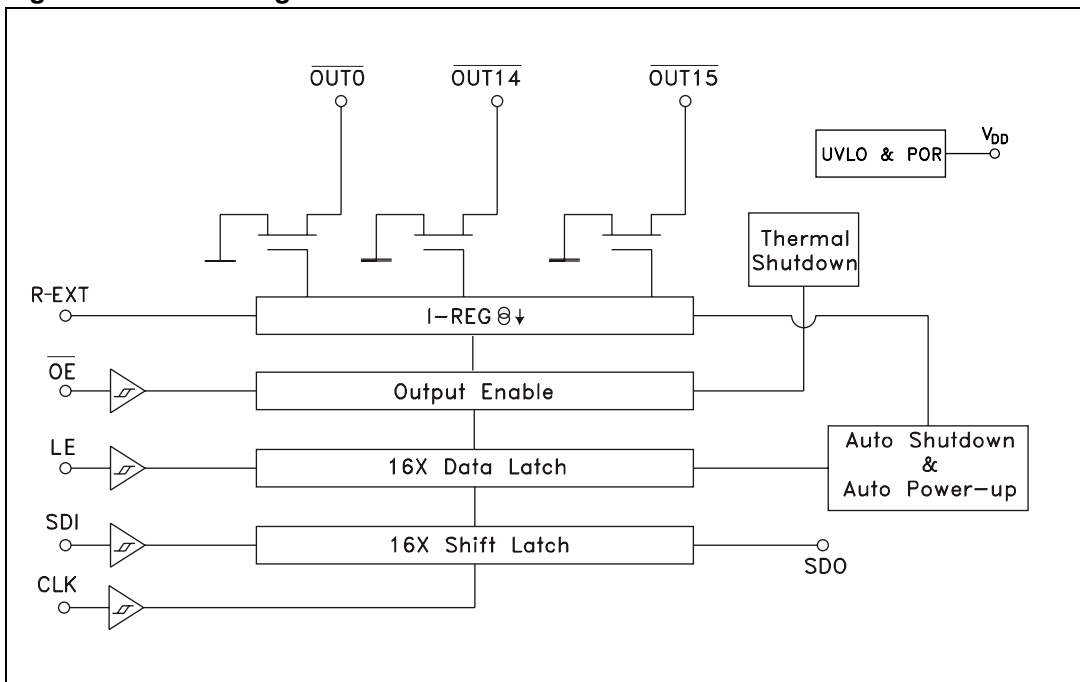 OUT0
OUT14
OUT15
UVLO & POR
VDD
Thermal
Shutdown
R-EXT
I-REG
OE
Output Enable
LE
16X Data Latch
Auto Shutdown
&
Auto Power-up
SDI
16X Shift Latch
SDO
CLK